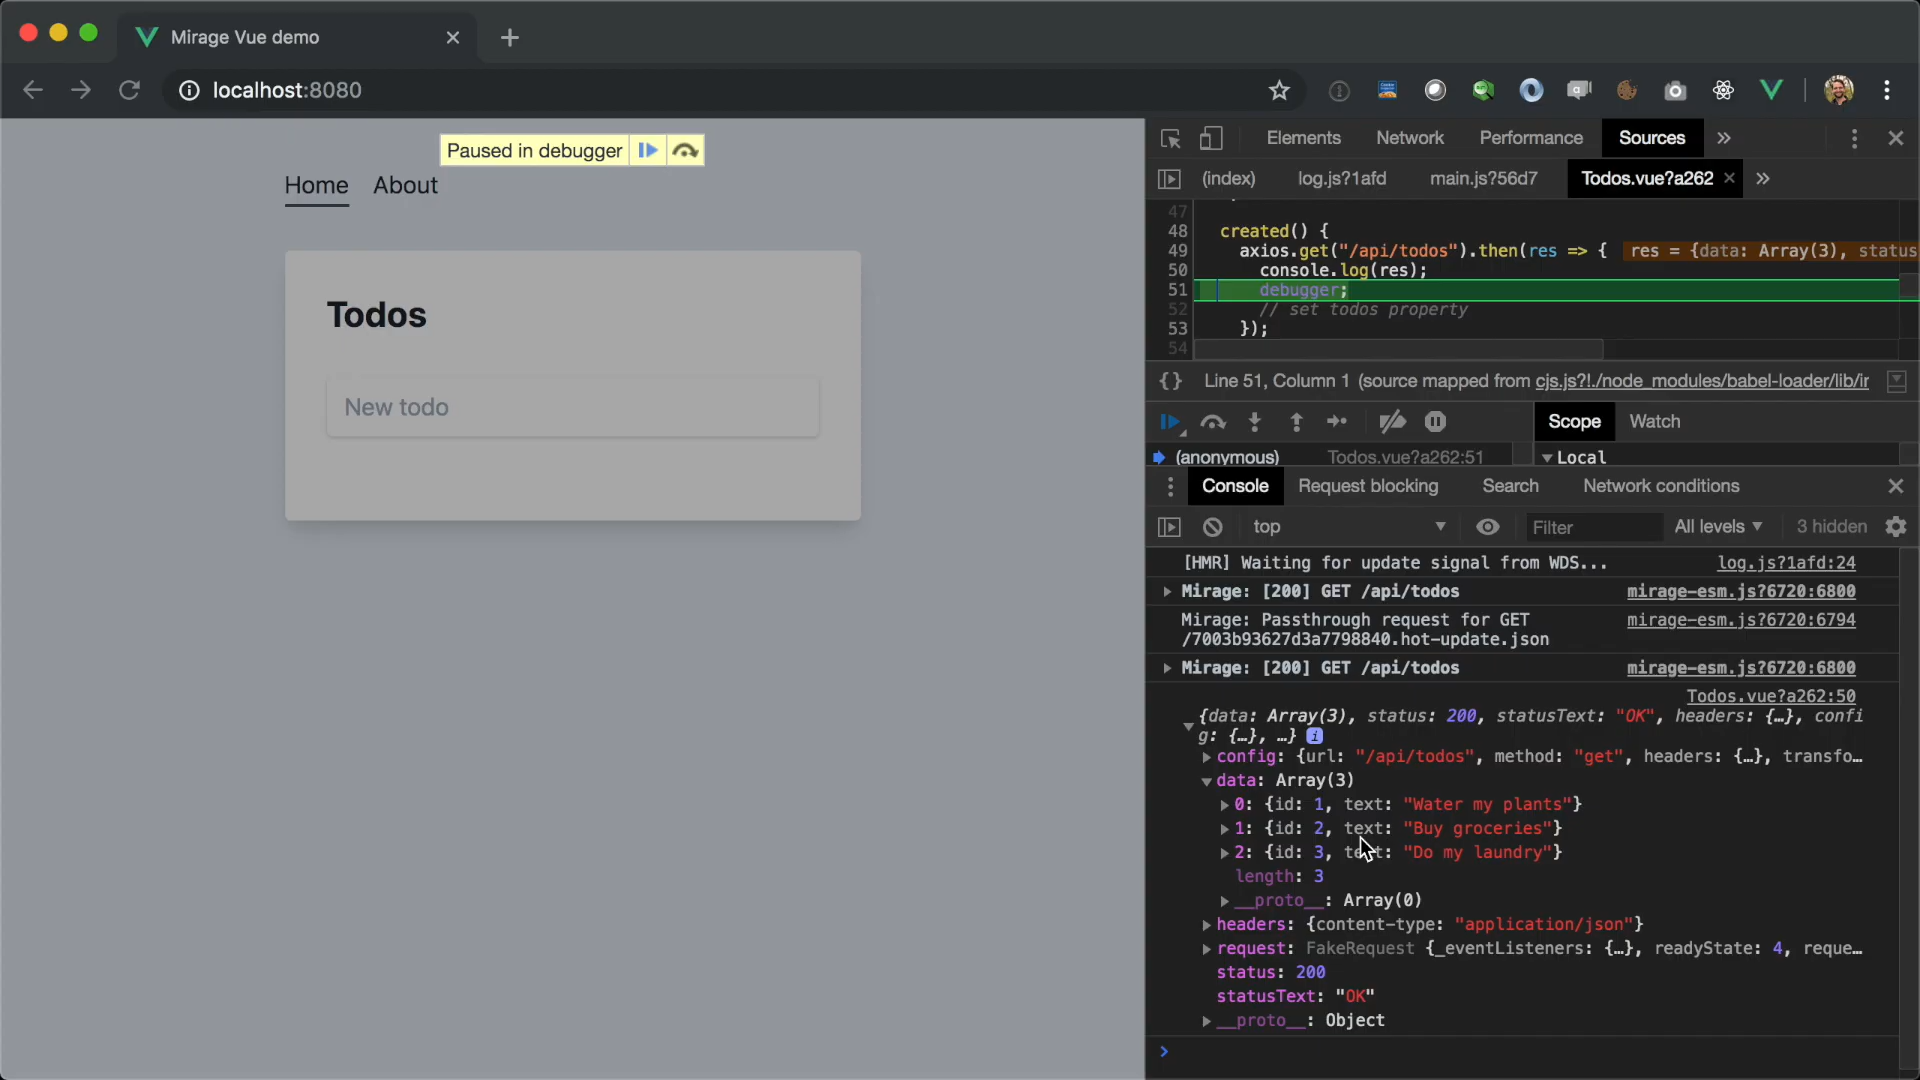 Mirage Vue demo
localhost:8080
Paused in debugger
Home About
Todos
New todo
Elements Network Performance Sources
(index) log.js?1afd main.js?56d7 Todos.vue?a262
47
48 created() {
49 axios.get("/api/todos").then(res => { res = {data: Array(3), status
50 console.log(res);
51 debugger;
52 // set todos property
53 });
54
{} Line 51, Column 1 (source mapped from cjs.js?!./node_modules/babel-loader/lib/ir
Scope Watch
(anonymous) Todos.vue?a262:51
Local
Console Request blocking Search Network conditions
top Filter All levels 3 hidden
[HMR] Waiting for update signal from WDS... log.js?1afd:24
Mirage: [200] GET /api/todos mirage-esm.js?6720:6800
Mirage: Passthrough request for GET mirage-esm.js?6720:6794
/7003b93627d3a7798840.hot-update.json
Mirage: [200] GET /api/todos mirage-esm.js?6720:6800
Todos.vue?a262:50
{data: Array(3), status: 200, statusText: "OK", headers: {…}, confi
g: {…}, …} i
config: {url: "/api/todos", method: "get", headers: {…}, transfo…
data: Array(3)
0: {id: 1, text: "Water my plants"}
1: {id: 2, text: "Buy groceries"}
2: {id: 3, text: "Do my laundry"}
length: 3
__proto__: Array(0)
headers: {content-type: "application/json"}
request: FakeRequest {_eventListeners: {…}, readyState: 4, reque…
status: 200
statusText: "OK"
__proto__: Object